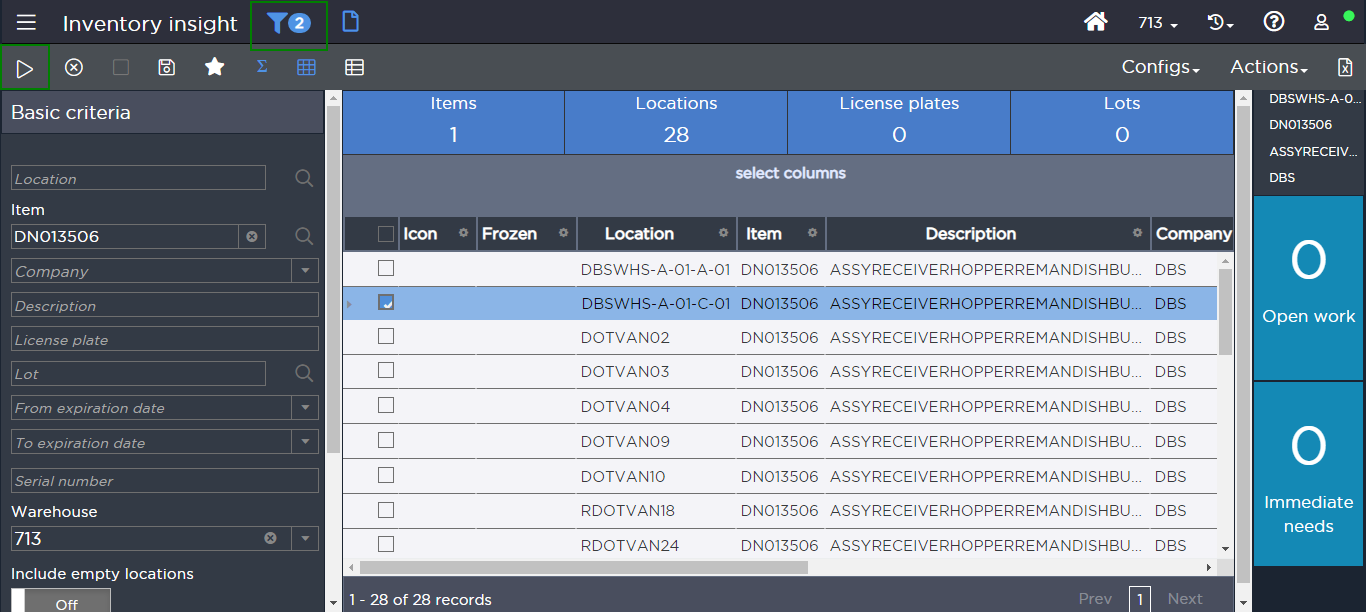 Inventory insight 2 713
Configs Actions
Basic criteria
Location
Item
DN013506
Company
Description
License plate
Lot
From expiration date
To expiration date
Serial number
Warehouse
713
Include empty locations
Off
Items Locations License plates Lots
1 28 0 0
select columns
Icon Frozen Location Item Description Company
DBSWHS-A-01-A-01 DN013506 ASSYRECEIVERHOPPERREMANDISHBU... DBS
DBSWHS-A-01-C-01 DN013506 ASSYRECEIVERHOPPERREMANDISHBU... DBS
DOTVAN02 DN013506 ASSYRECEIVERHOPPERREMANDISHBU... DBS
DOTVAN03 DN013506 ASSYRECEIVERHOPPERREMANDISHBU... DBS
DOTVAN04 DN013506 ASSYRECEIVERHOPPERREMANDISHBU... DBS
DOTVAN09 DN013506 ASSYRECEIVERHOPPERREMANDISHBU... DBS
DOTVAN10 DN013506 ASSYRECEIVERHOPPERREMANDISHBU... DBS
RDOTVAN18 DN013506 ASSYRECEIVERHOPPERREMANDISHBU... DBS
RDOTVAN24 DN013506 ASSYRECEIVERHOPPERREMANDISHBU... DBS
1 - 28 of 28 records Prev 1 Next
DBSWHS-A-0...
DN013506
ASSYRECEIV...
DBS
0
Open work
0
Immediate
needs